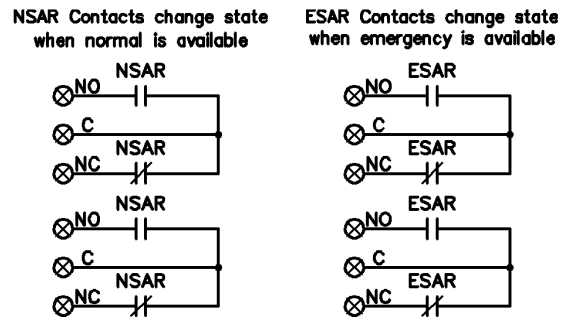 NSAR Contacts change state
when normal is available
NSAR
NO
C
NSAR
NC
NSAR
NO
C
NSAR
NC
ESAR Contacts change state
when emergency is available
ESAR
NO
C
ESAR
NC
ESAR
NO
C
ESAR
NC